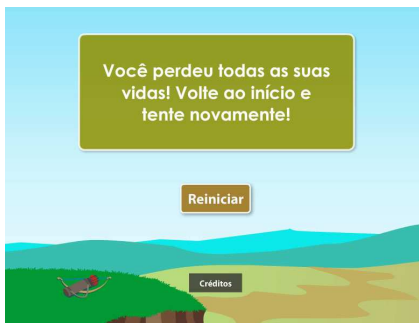 Você perdeu todas as suas
vidas! Volte ao início e
tente novamente!
Reiniciar
Créditos